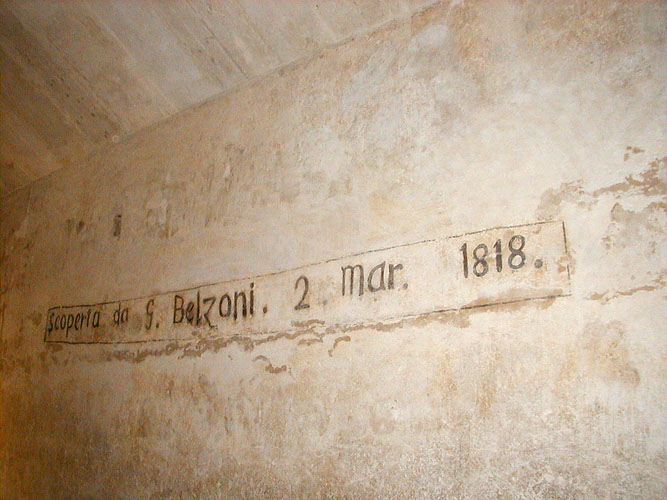 Scoperta da G. Belzoni. 2. Mar. 1818.